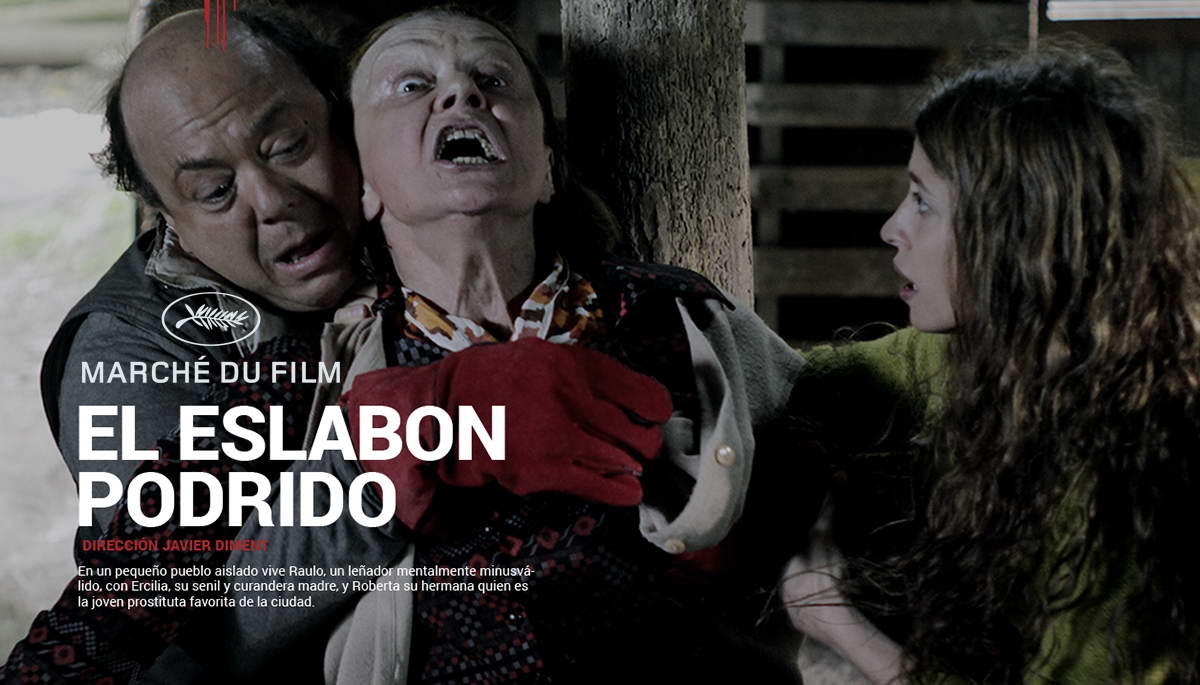 MARCHÉ DU FILM
EL ESLABON
PODRIDO
DIRECCIÓN JAVIER DIMENT
En un pequeño pueblo aislado vive Raulo, un leñador mentalmente minusvá-
lido, con Ercilia, su senil y curandera madre, y Roberta su hermana quien es
la joven prostituta favorita de la ciudad.